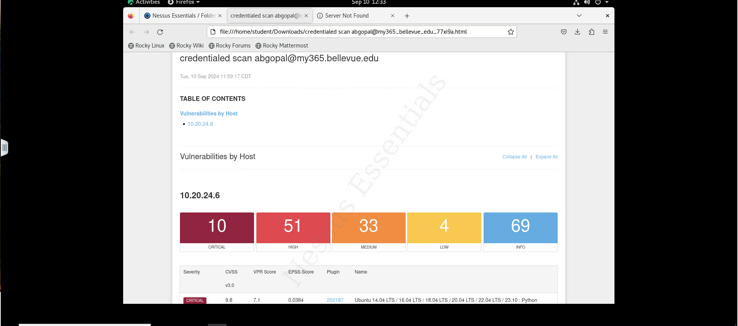 Activities Firefox Sep 10 12:33
Nessus Essentials / Folde × credentialed scan abgopal@ × Server Not Found × +
file:///home/student/Downloads/credentialed scan abgopal@my365_bellevue_edu_77xl9a.html
Rocky Linux Rocky Wiki Rocky Forums Rocky Mattermost
credentialed scan abgopal@my365.bellevue.edu
Tue, 10 Sep 2024 11:59:17 CDT
TABLE OF CONTENTS
Vulnerabilities by Host
• 10.20.24.6
Vulnerabilities by Host
Collapse All | Expand All
10.20.24.6
10 51 33 4 69
CRITICAL HIGH MEDIUM LOW INFO
Severity CVSS VPR Score EPSS Score Plugin Name
v3.0
CRITICAL 9.8 7.1 0.0384 202187 Ubuntu 14.04 LTS / 16.04 LTS / 18.04 LTS / 20.04 LTS / 22.04 LTS / 23.10 : Python
Nessus Essentials